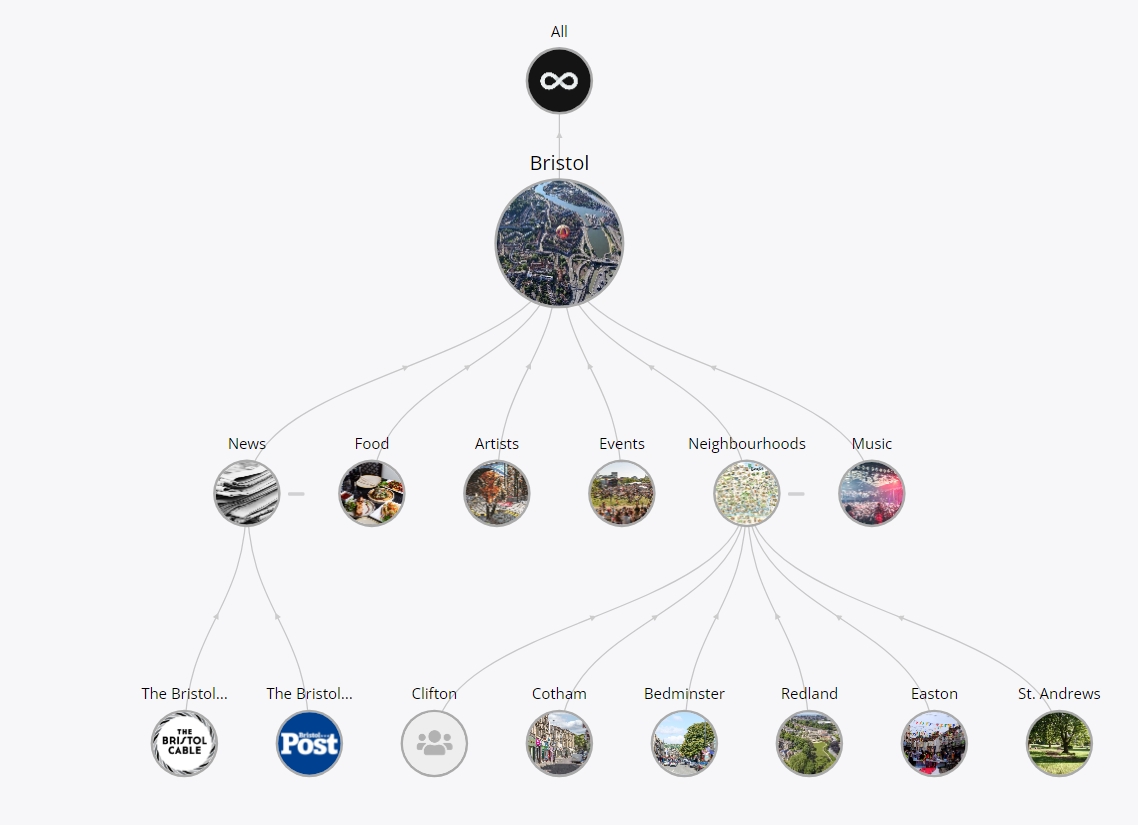 All
Bristol
News
Food
Artists
Events
Neighbourhoods
Music
The Bristol...
The Bristol...
Clifton
Cotham
Bedminster
Redland
Easton
St. Andrews
THE
BRISTOL
CABLE
Bristol
Post